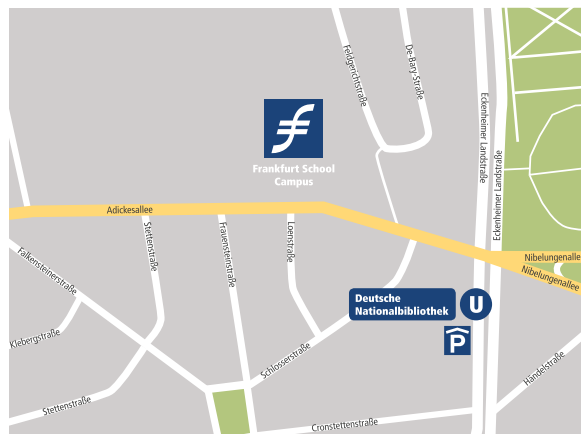 Feldgerichtstraße
De-Bary-Straße
Eckenheimer Landstraße
Eckenheimer Landstraße
Frankfurt School
Campus
Adickesallee
Stettenstraße
Frauensteinstraße
Loenstraße
Nibelungenallee
Nibelungenallee
Falkensteinerstraße
Deutsche
Nationalbibliothek
U
P
Klebergstraße
Schlosserstraße
Händelstraße
Stettenstraße
Cronstettenstraße